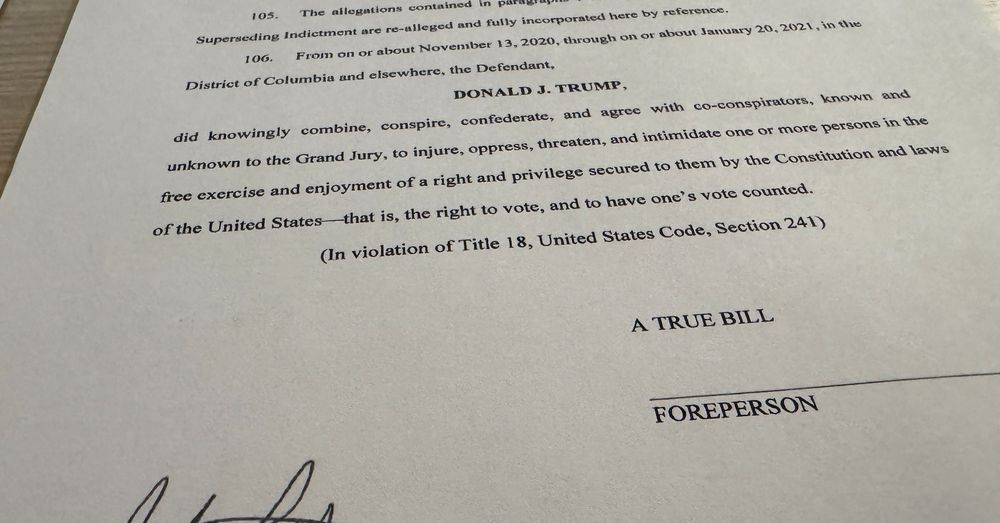 105. The allegations contained in
Superseding Indictment are re-alleged and fully incorporated here by reference.
106. From on or about November 13, 2020, through on or about January 20, 2021, in the
District of Columbia and elsewhere, the Defendant,
DONALD J. TRUMP,
did knowingly combine, conspire, confederate, and agree with co-conspirators, known and
unknown to the Grand Jury, to injure, oppress, threaten, and intimidate one or more persons in the
free exercise and enjoyment of a right and privilege secured to them by the Constitution and laws
of the United States—that is, the right to vote, and to have one's vote counted.
(In violation of Title 18, United States Code, Section 241)
A TRUE BILL
FOREPERSON